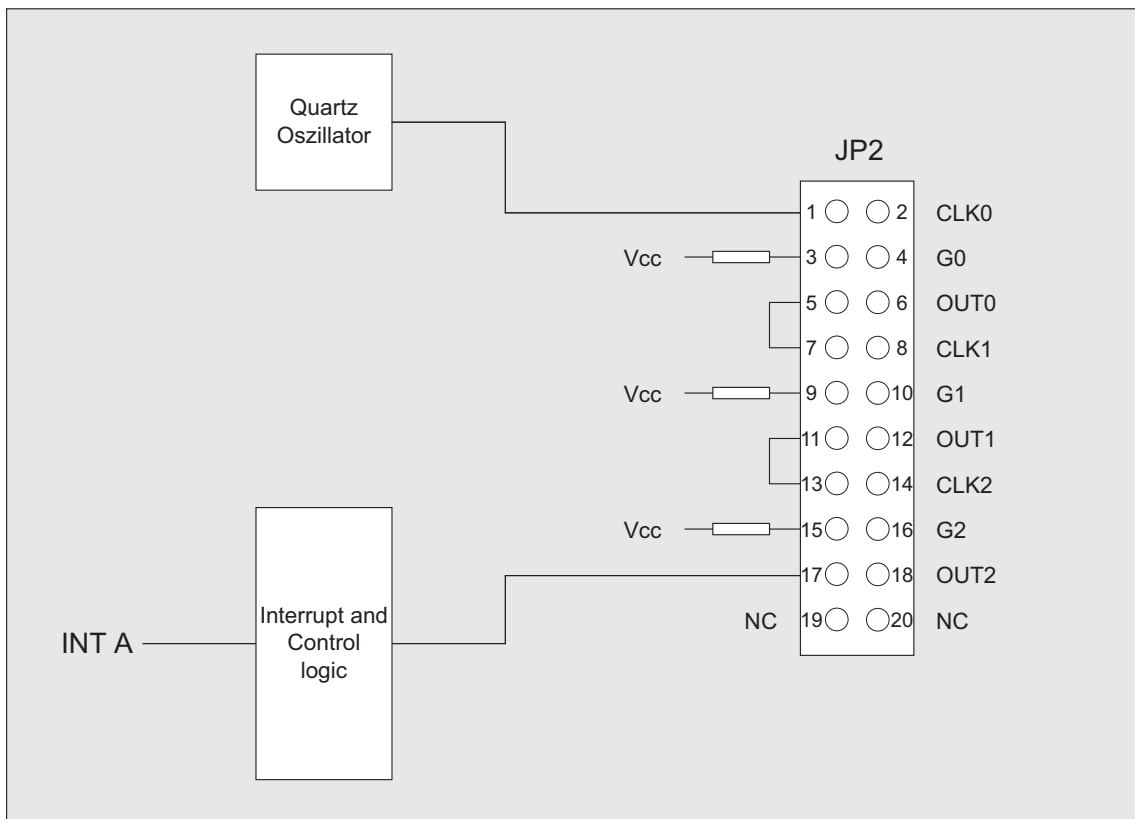 Quartz
Oszillator
JP2
1 2 CLK0
Vcc 3 4 G0
5 6 OUT0
7 8 CLK1
Vcc 9 10 G1
11 12 OUT1
13 14 CLK2
Vcc 15 16 G2
17 18 OUT2
NC 19 20 NC
Interrupt and
Control
logic
INT A